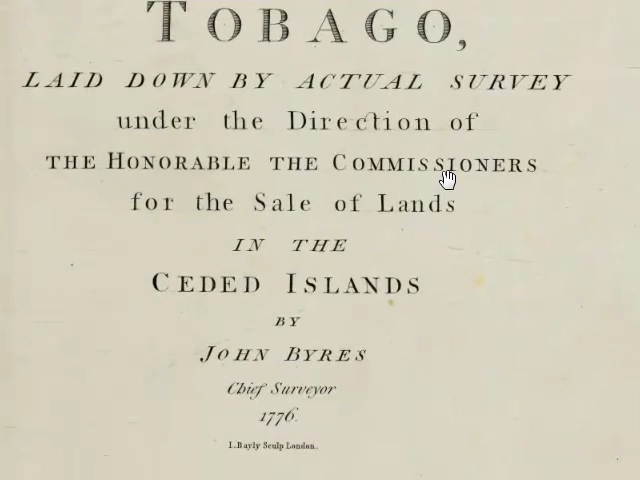 TOBAGO,
LAID DOWN BY ACTUAL SURVEY
under the Direction of
THE HONORABLE THE COMMISSIONERS
for the Sale of Lands
IN THE
CEDED ISLANDS
BY
JOHN BYRES
Chief Surveyor
1776.
I. Bayly Sculp London.